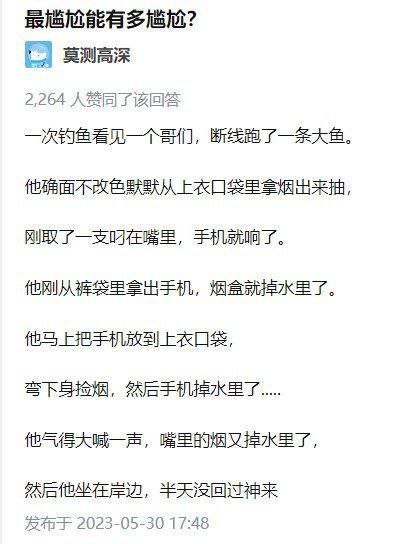 最尴尬能有多尴尬?
莫测高深
2,264 人赞同了该回答
一次钓鱼看见一个哥们，断线跑了一条大鱼。
他确面不改色默默从上衣口袋里拿烟出来抽，
刚取了一支叼在嘴里，手机就响了。
他刚从裤袋里拿出手机，烟盒就掉水里了。
他马上把手机放到上衣口袋，
弯下身捡烟，然后手机掉水里了.....
他气得大喊一声，嘴里的烟又掉水里了，
然后他坐在岸边，半天没回过神来
发布于 2023-05-30 17:48